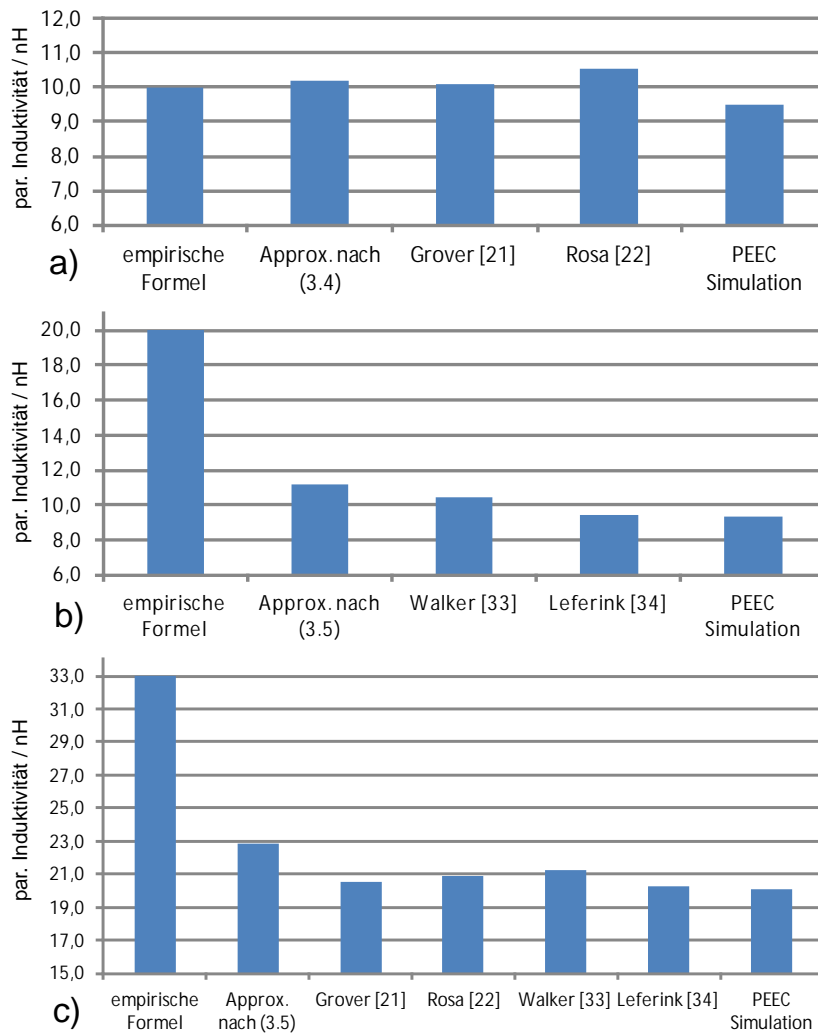 par. Induktivität / nH
12,0
11,0
10,0
9,0
8,0
7,0
6,0
a)
empirische Formel
Approx. nach (3.4)
Grover [21]
Rosa [22]
PEEC Simulation
par. Induktivität / nH
20,0
18,0
16,0
14,0
12,0
10,0
8,0
6,0
b)
empirische Formel
Approx. nach (3.5)
Walker [33]
Leferink [34]
PEEC Simulation
par. Induktivität / nH
33,0
31,0
29,0
27,0
25,0
23,0
21,0
19,0
17,0
15,0
c)
empirische Formel
Approx. nach (3.5)
Grover [21]
Rosa [22]
Walker [33]
Leferink [34]
PEEC Simulation